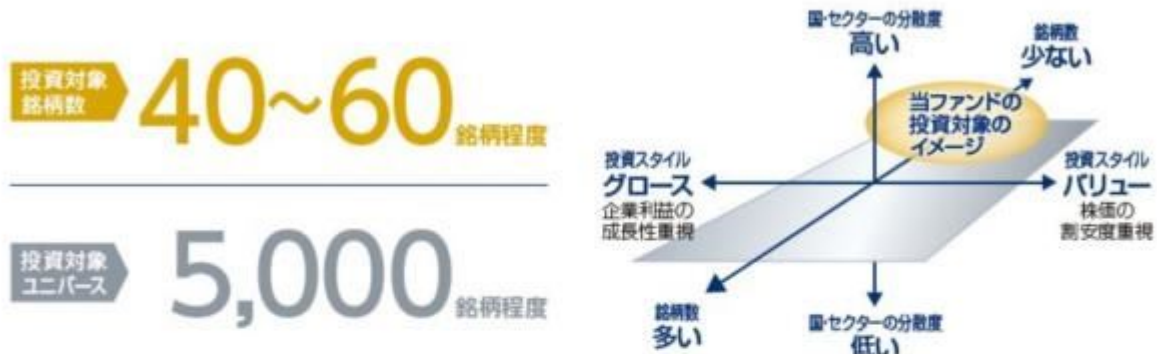 投資対象
銘柄数
40~60
銘柄程度
投資対象
ユニバース
5,000
銘柄程度
国・セクターの分散度
高い
銘柄数
少ない
当ファンドの
投資対象の
イメージ
投資スタイル
グロース
企業利益の
成長性重視
投資スタイル
バリュー
株価の
割安度重視
銘柄数
多い
国・セクターの分散度
低い